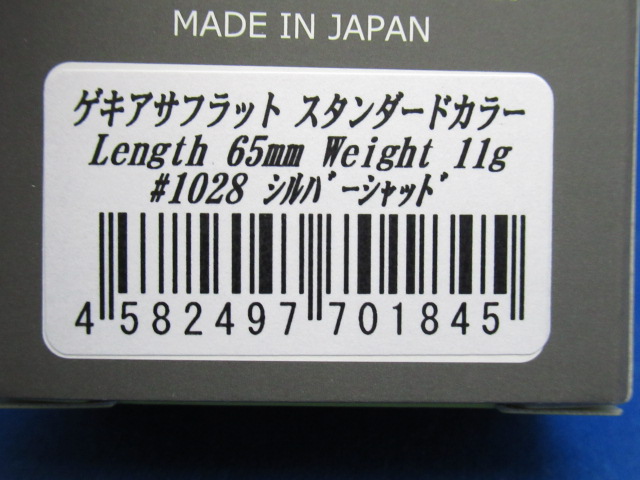 MADE IN JAPAN
ゲキアサフラット スタンダードカラー
Length 65mm Weight 11g
#1028 ｼﾙﾊﾞｰｼｬｯﾄﾞ
4 582497 701845